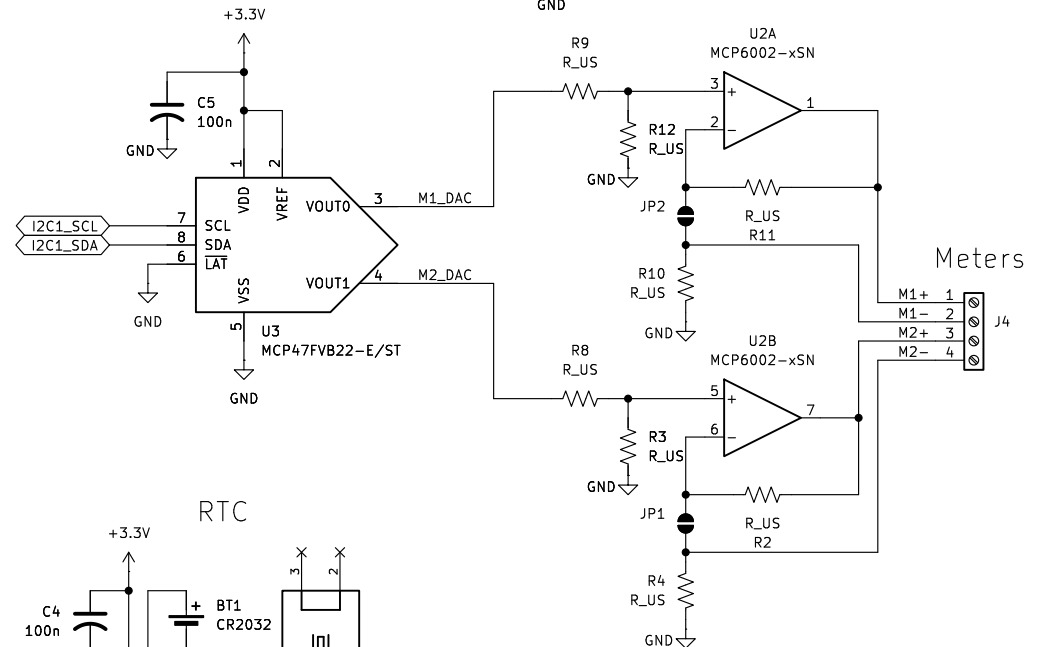 GND
+3.3V
C5
100n
GND
1
2
VDD
VREF
VOUT0
3
M1_DAC
I2C1_SCL
7
SCL
I2C1_SDA
8
SDA
6
LAT
GND
VSS
VOUT1
4
M2_DAC
5
U3
MCP47FVB22-E/ST
GND
R9
R_US
R12
R_US
GND
U2A
MCP6002-xSN
3
+
2
−
1
JP2
R_US
R11
R10
R_US
GND
Meters
M1+ 1
M1- 2
M2+ 3
M2- 4
J4
R8
R_US
R3
R_US
GND
U2B
MCP6002-xSN
5
+
6
−
7
JP1
R_US
R2
R4
R_US
GND
RTC
+3.3V
C4
100n
+
BT1
CR2032
3
2